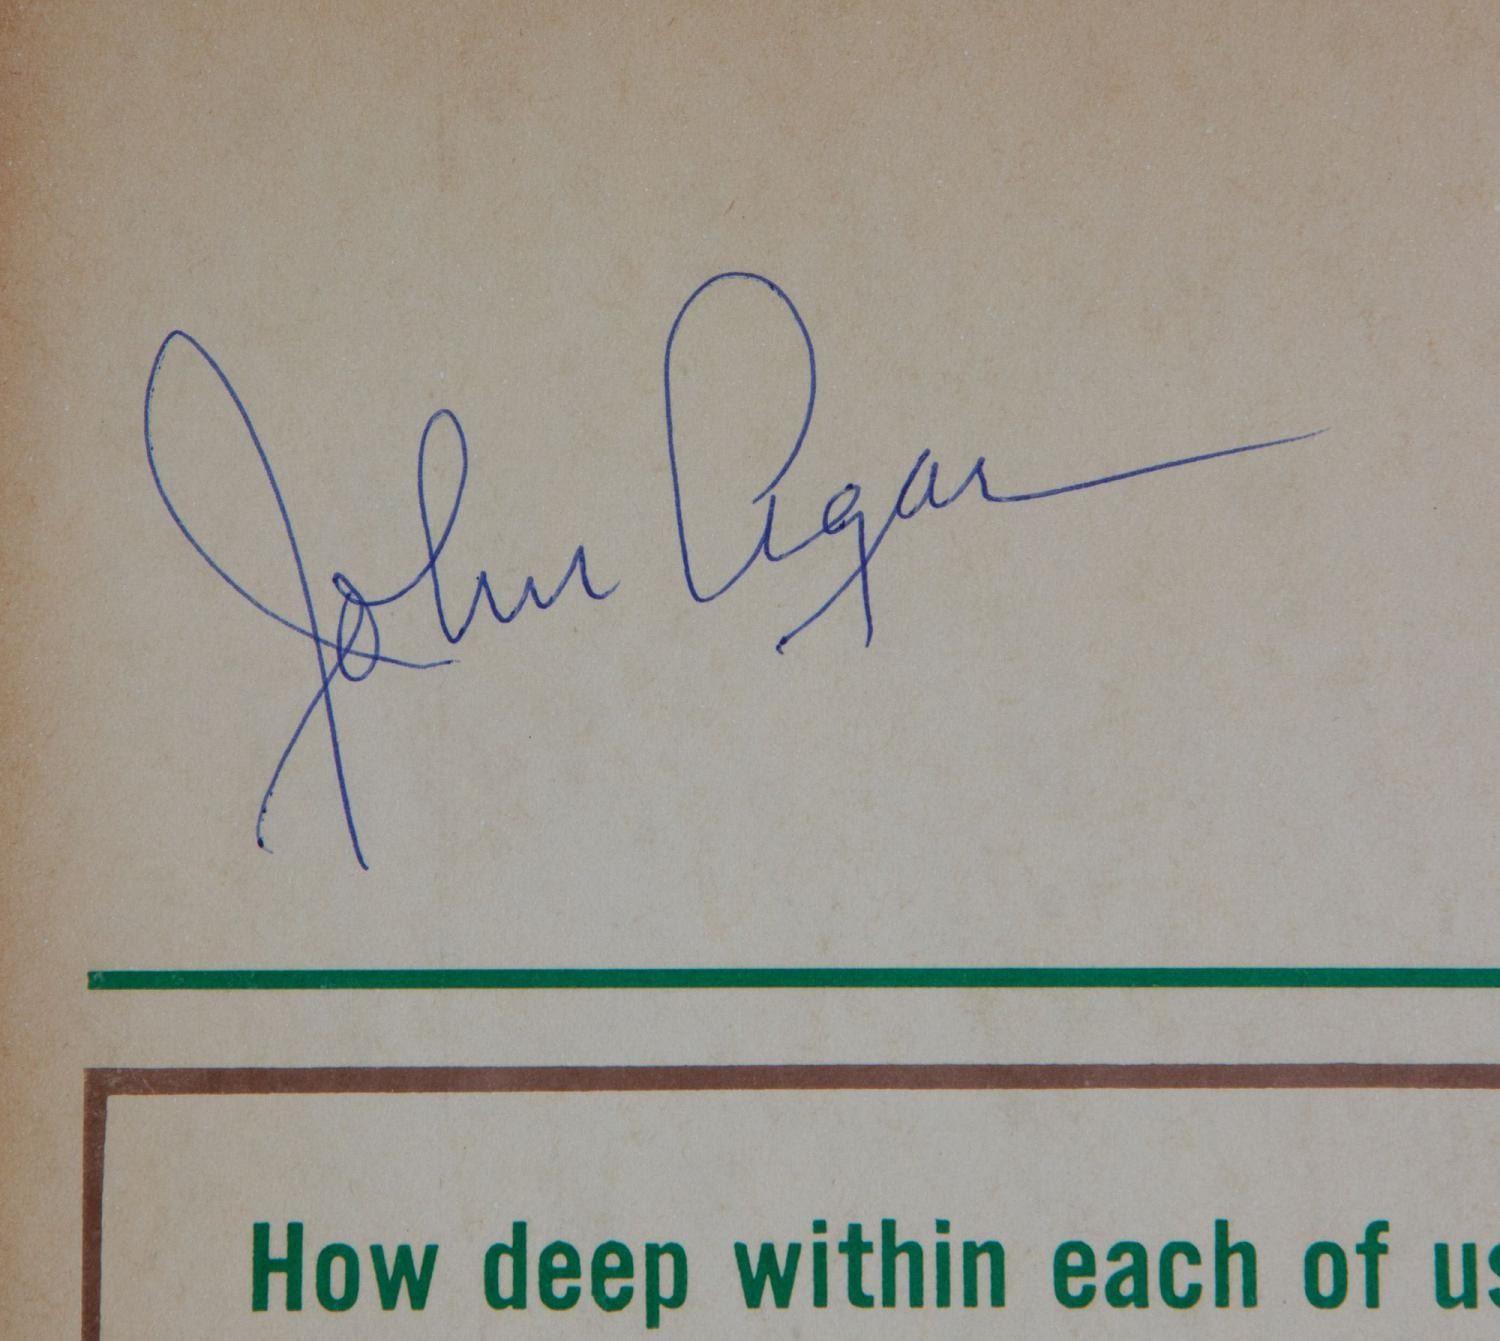 John Agar
How deep within each of us